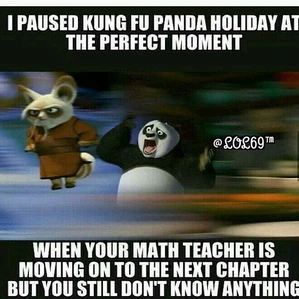 I PAUSED KUNG FU PANDA HOLIDAY AT
THE PERFECT MOMENT
@LOL69™
WHEN YOUR MATH TEACHER IS
MOVING ON TO THE NEXT CHAPTER
BUT YOU STILL DON'T KNOW ANYTHING